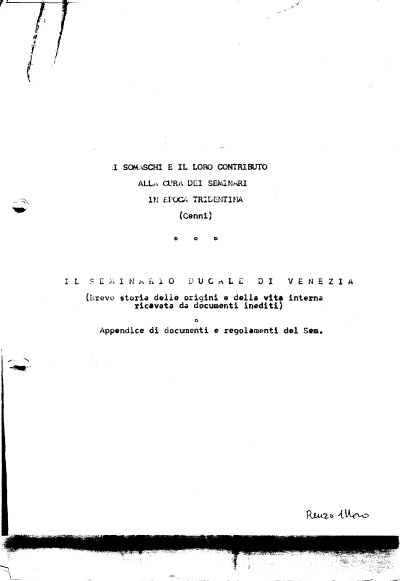 I SOMASCHI E IL LORO CONTRIBUTO
ALLA CURA DEI SEMINARI
IN EPOCA TRIDENTINA
(Cenni)
o o o
IL SEMINARIO DUCALE DI VENEZIA
(breve storia delle origini e della vita interna
ricavata da documenti inediti)
o
Appendice di documenti e regolamenti del Sem.
Renzo